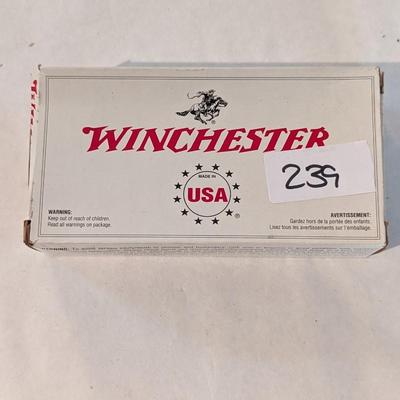 WINCHESTER
239
MADE IN
USA
WARNING:
Keep out of reach of children.
Read all warnings on package.
AVERTISSEMENT:
Gardez hors de la portée des enfants.
Lisez tous les avertissements sur l'emballage.